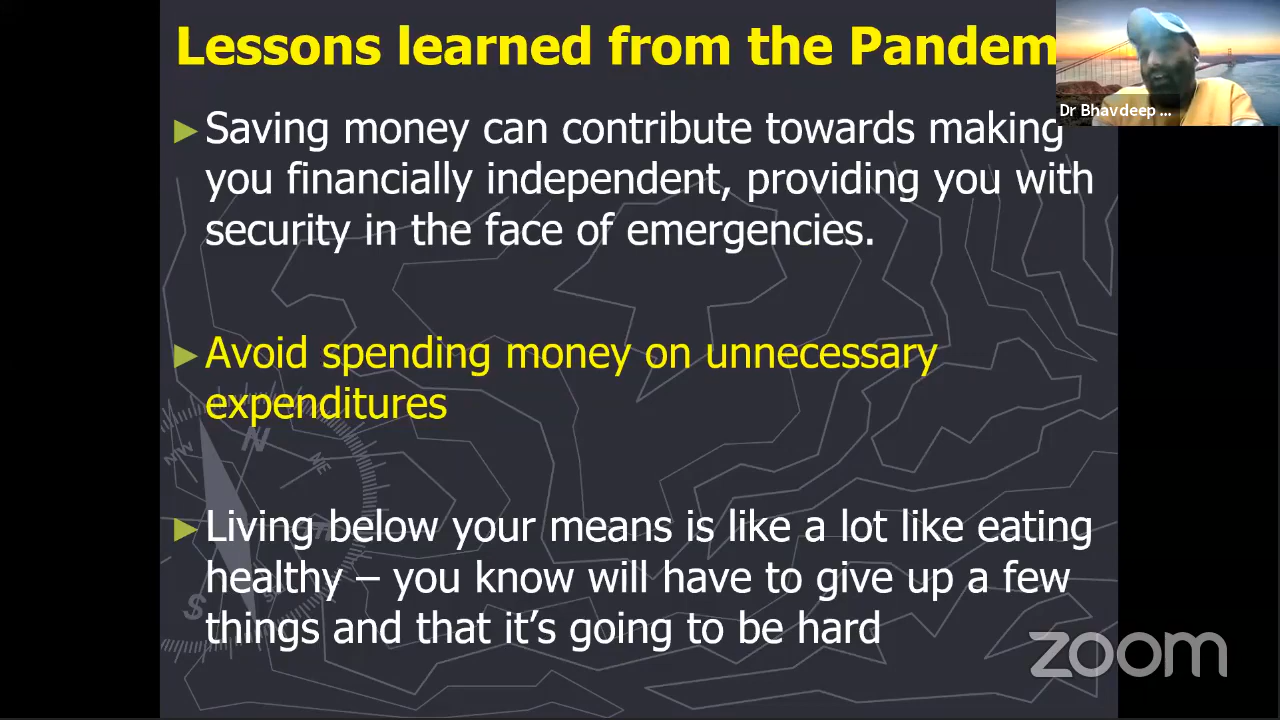 Lessons learned from the Pandem
Dr Bhavdeep ...
Saving money can contribute towards making
you financially independent, providing you with
security in the face of emergencies.
Avoid spending money on unnecessary
expenditures
Living below your means is like a lot like eating
healthy – you know will have to give up a few
things and that it’s going to be hard
N
NW
NE
S
zoom